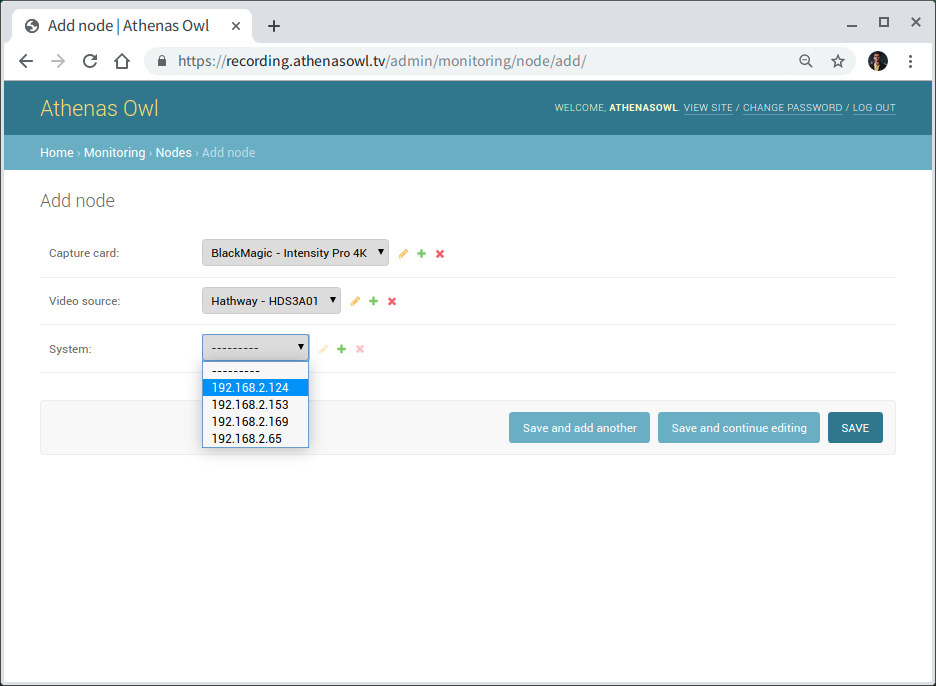 Add node | Athenas Owl
https://recording.athenasowl.tv/admin/monitoring/node/add/
Athenas Owl
WELCOME, ATHENASOWL. VIEW SITE / CHANGE PASSWORD / LOG OUT
Home › Monitoring › Nodes › Add node
Add node
Capture card: BlackMagic - Intensity Pro 4K
Video source: Hathway - HDS3A01
System: ---------
---------
192.168.2.124
192.168.2.153
192.168.2.169
192.168.2.65
Save and add another Save and continue editing SAVE